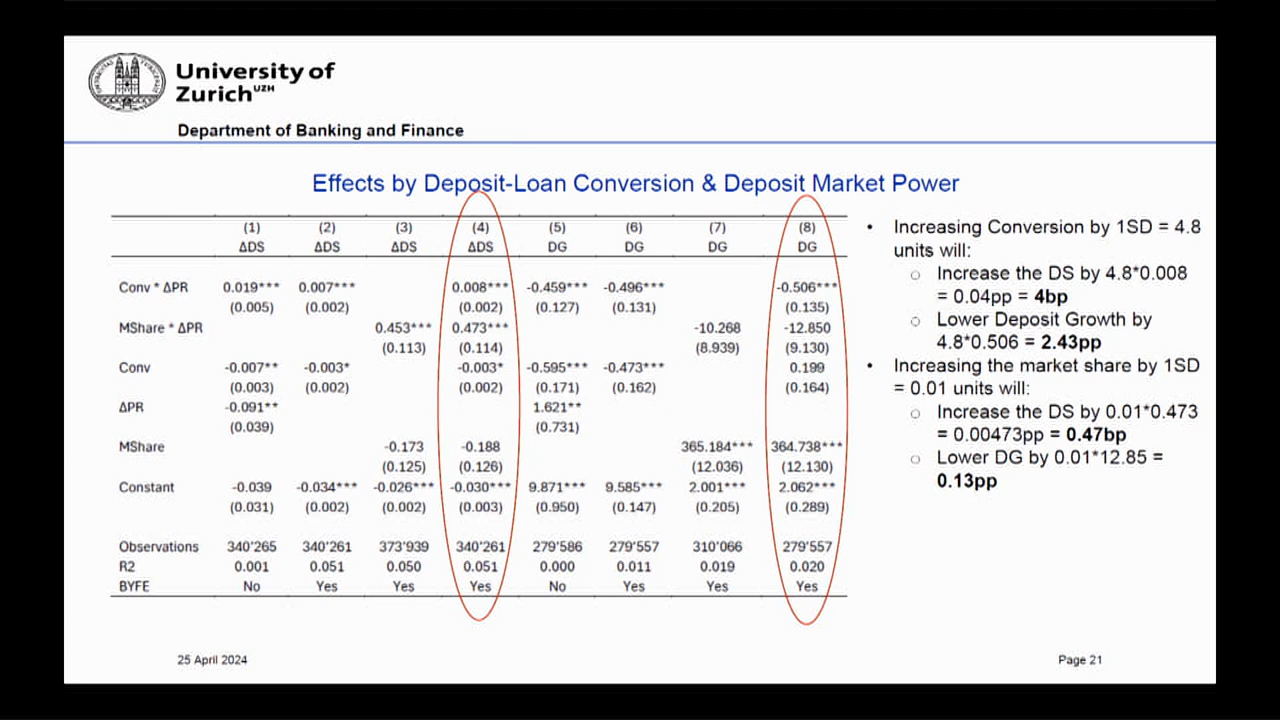 University of
Zurich UZH
Department of Banking and Finance
Effects by Deposit-Loan Conversion & Deposit Market Power
(1) (2) (3) (4) (5) (6) (7) (8)
ΔDS ΔDS ΔDS ΔDS DG DG DG DG
Conv * ΔPR 0.019*** 0.007*** 0.008*** -0.459*** -0.496*** -0.506***
(0.005) (0.002) (0.002) (0.127) (0.131) (0.135)
MShare * ΔPR 0.453*** 0.473*** -10.268 -12.850
(0.113) (0.114) (8.939) (9.130)
Conv -0.007** -0.003* -0.003* -0.595*** -0.473*** 0.199
(0.003) (0.002) (0.002) (0.171) (0.162) (0.164)
ΔPR -0.091** 1.621**
(0.039) (0.731)
MShare -0.173 -0.188 365.184*** 364.738***
(0.125) (0.126) (12.036) (12.130)
Constant -0.039 -0.034*** -0.026*** -0.030*** 9.871*** 9.585*** 2.001*** 2.062***
(0.031) (0.002) (0.002) (0.003) (0.950) (0.147) (0.205) (0.289)
Observations 340'265 340'261 373'939 340'261 279'586 279'557 310'066 279'557
R2 0.001 0.051 0.050 0.051 0.000 0.011 0.019 0.020
BYFE No Yes Yes Yes No Yes Yes Yes
• Increasing Conversion by 1SD = 4.8
units will:
○ Increase the DS by 4.8*0.008
= 0.04pp = 4bp
○ Lower Deposit Growth by
4.8*0.506 = 2.43pp
• Increasing the market share by 1SD
= 0.01 units will:
○ Increase the DS by 0.01*0.473
= 0.00473pp = 0.47bp
○ Lower DG by 0.01*12.85 =
0.13pp
25 April 2024
Page 21